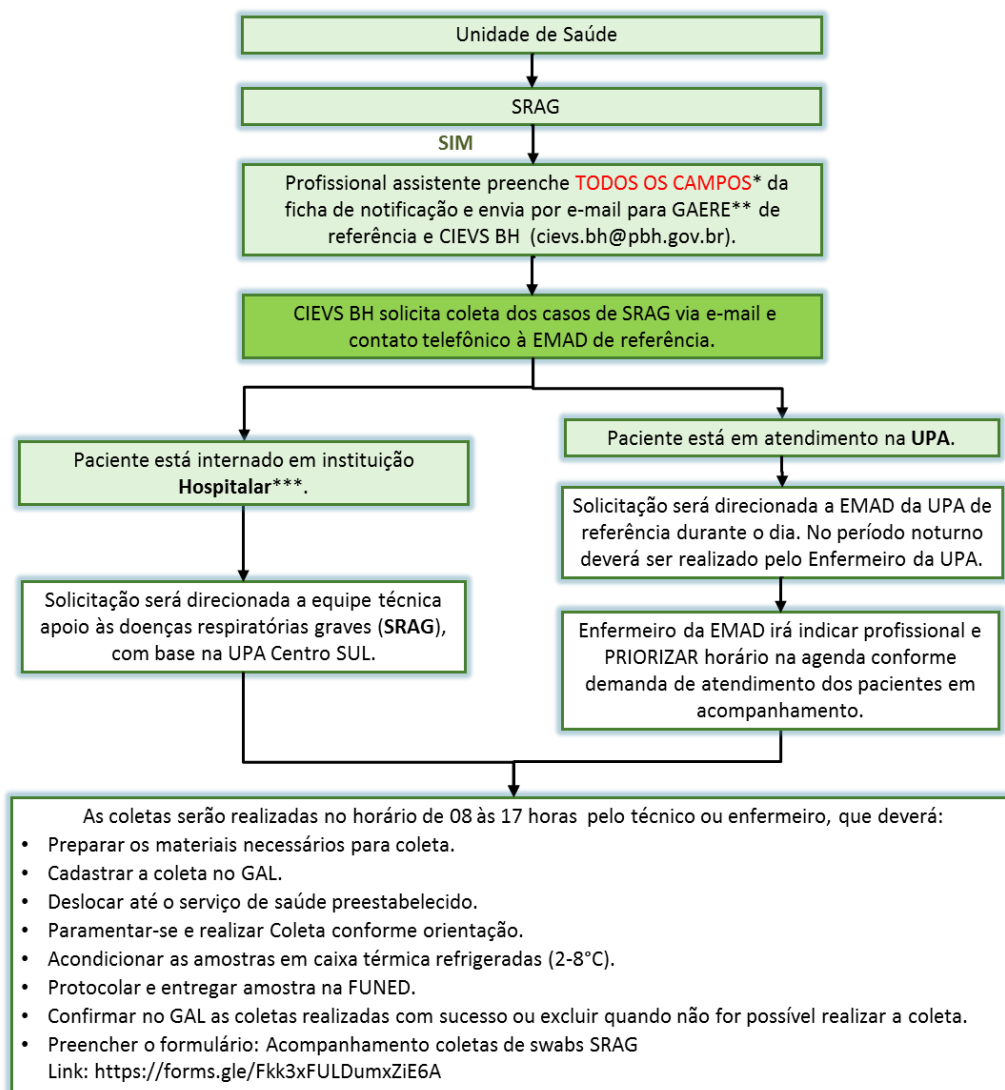 Unidade de Saúde
SRAG
SIM
Profissional assistente preenche TODOS OS CAMPOS* da
ficha de notificação e envia por e-mail para GAERE** de
referência e CIEVS BH (cievs.bh@pbh.gov.br).
CIEVS BH solicita coleta dos casos de SRAG via e-mail e
contato telefônico à EMAD de referência.
Paciente está internado em instituição
Hospitalar***.
Solicitação será direcionada a equipe técnica
apoio às doenças respiratórias graves (SRAG),
com base na UPA Centro SUL.
Paciente está em atendimento na UPA.
Solicitação será direcionada a EMAD da UPA de
referência durante o dia. No período noturno
deverá ser realizado pelo Enfermeiro da UPA.
Enfermeiro da EMAD irá indicar profissional e
PRIORIZAR horário na agenda conforme
demanda de atendimento dos pacientes em
acompanhamento.
As coletas serão realizadas no horário de 08 às 17 horas pelo técnico ou enfermeiro, que deverá:
• Preparar os materiais necessários para coleta.
• Cadastrar a coleta no GAL.
• Deslocar até o serviço de saúde preestabelecido.
• Paramentar-se e realizar Coleta conforme orientação.
• Acondicionar as amostras em caixa térmica refrigeradas (2-8°C).
• Protocolar e entregar amostra na FUNED.
• Confirmar no GAL as coletas realizadas com sucesso ou excluir quando não for possível realizar a coleta.
• Preencher o formulário: Acompanhamento coletas de swabs SRAG
Link: https://forms.gle/Fkk3xFULDumxZiE6A